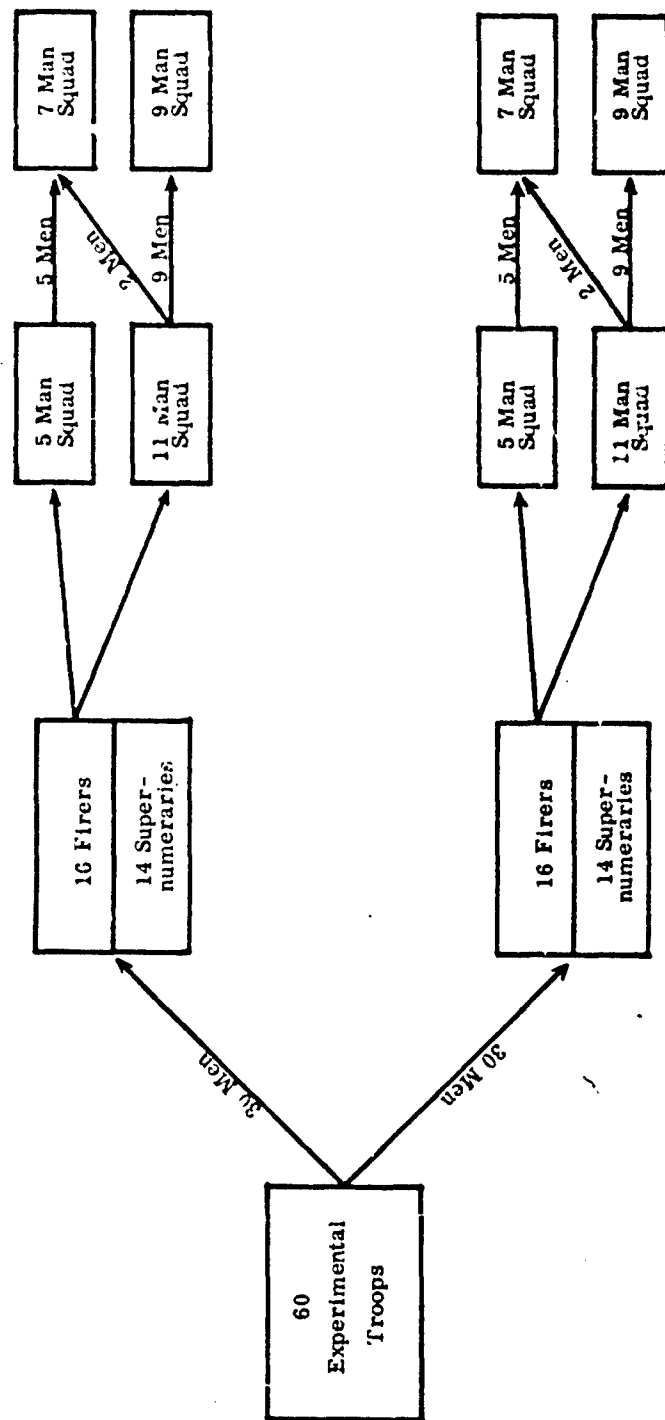 60
Experimental
Troops
30 Men
30 Men
16 Firers
14 Super-
numeraries
16 Firers
14 Super-
numeraries
5 Man
Squad
11 Man
Squad
5 Man
Squad
11 Man
Squad
5 Men
2 Men
9 Men
5 Men
2 Men
9 Men
7 Man
Squad
9 Man
Squad
7 Man
Squad
9 Man
Squad